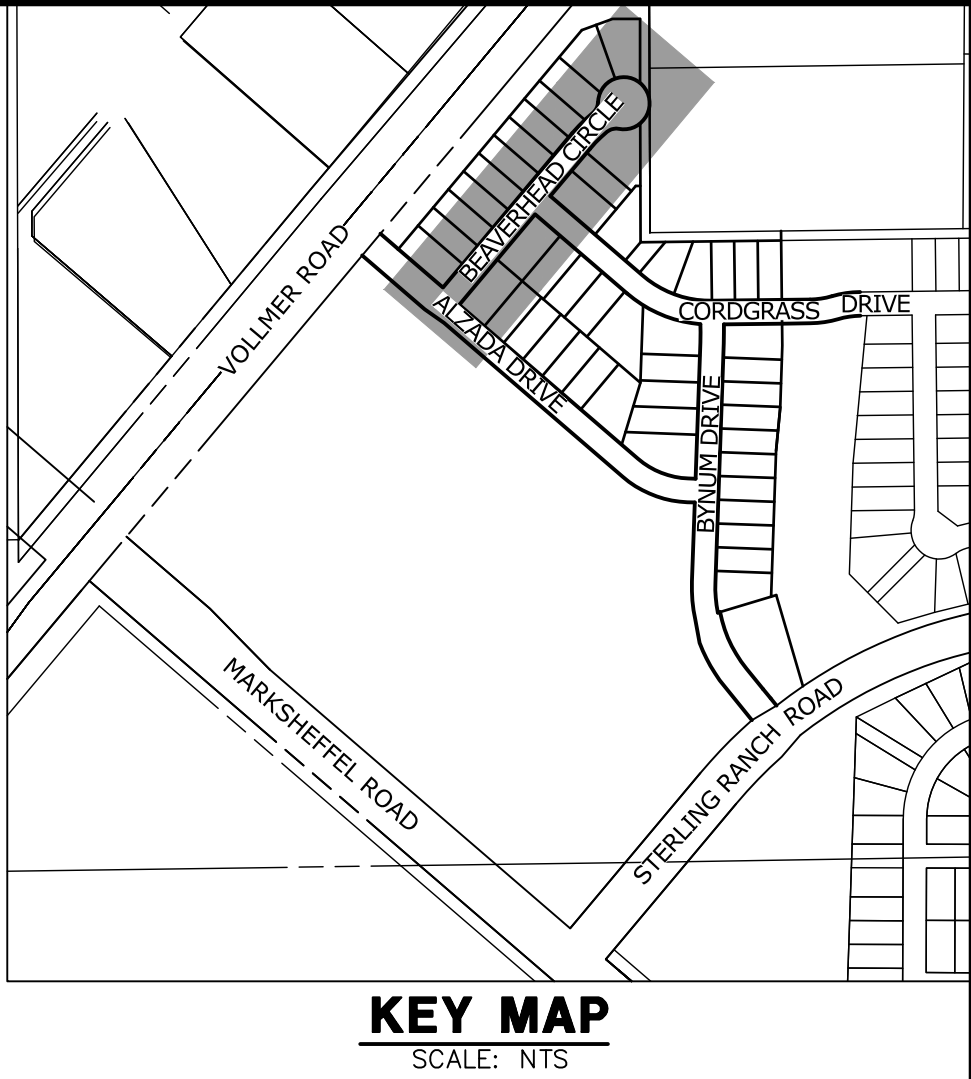 BEAVERHEAD CIRCLE
VOLLMER ROAD
ALZADA DRIVE
CORDGRASS DRIVE
BYNUM DRIVE
MARKSHEFFEL ROAD
STERLING RANCH ROAD
KEY MAP
SCALE: NTS